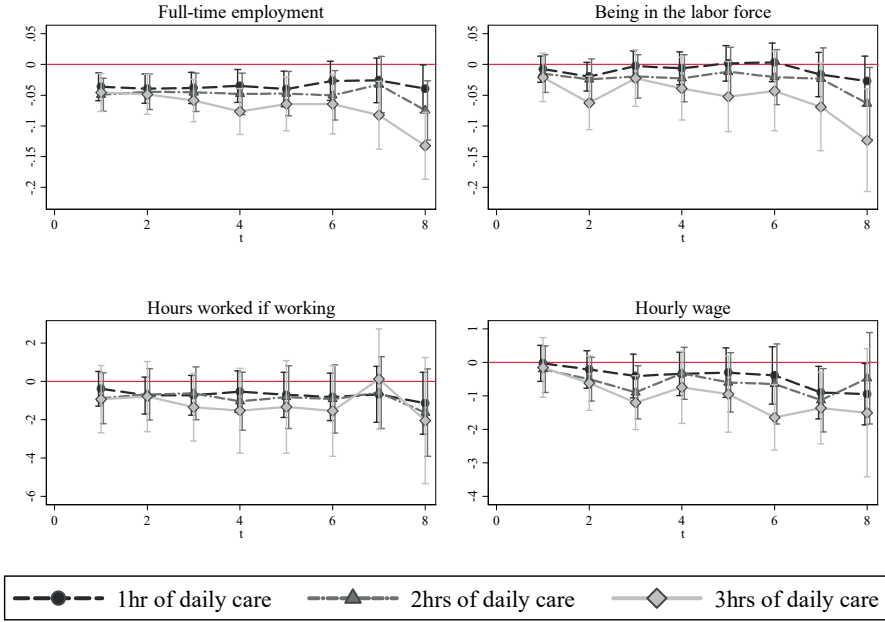 Full-time employment
.05
0
-.05
-.1
-.15
-.2
0 2 4 6 8
t
Being in the labor force
.05
0
-.05
-.1
-.15
-.2
0 2 4 6 8
t
Hours worked if working
2
0
-2
-4
-6
0 2 4 6 8
t
Hourly wage
1
0
-1
-2
-3
-4
0 2 4 6 8
t
1hr of daily care 2hrs of daily care 3hrs of daily care